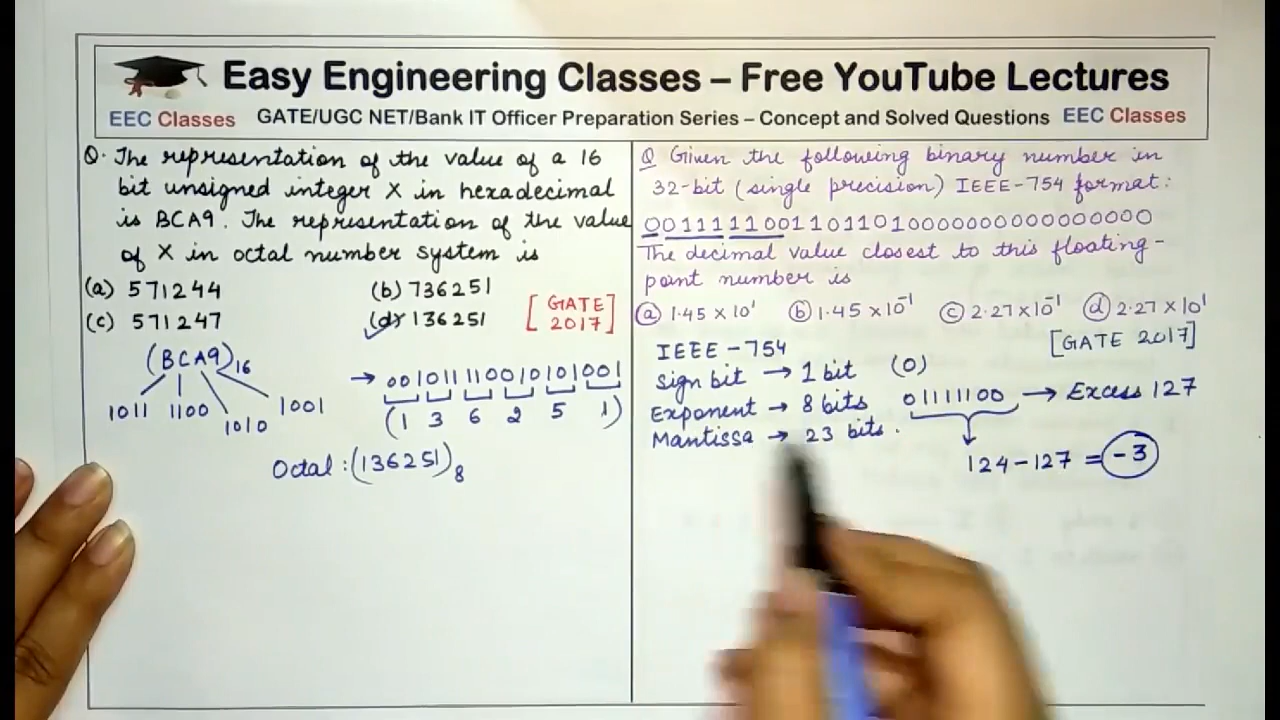 Easy Engineering Classes – Free YouTube Lectures
EEC Classes GATE/UGC NET/Bank IT Officer Preparation Series – Concept and Solved Questions EEC Classes
Q. The representation of the value of a 16
bit unsigned integer X in hexadecimal
is BCA9. The representation of the value
of X in octal number system is
(a) 571244 (b) 736251
(c) 571247 (d) 136251
[GATE 2017]
(BCA9)16
1011 1100 1010 1001
→ 001011110010101001
(1 3 6 2 5 1)
Octal : (136251)8
Q Given the following binary number in
32-bit (single precision) IEEE-754 format:
00111110011011010000000000000000
The decimal value closest to this floating-
point number is
(a) 1.45 × 10¹ (b) 1.45 × 10⁻¹ (c) 2.27 × 10⁻¹ (d) 2.27 × 10¹
[GATE 2017]
IEEE-754
Sign bit → 1 bit (0)
Exponent → 8 bits 01111100 → Excess 127
Mantissa → 23 bits.
124-127 = -3